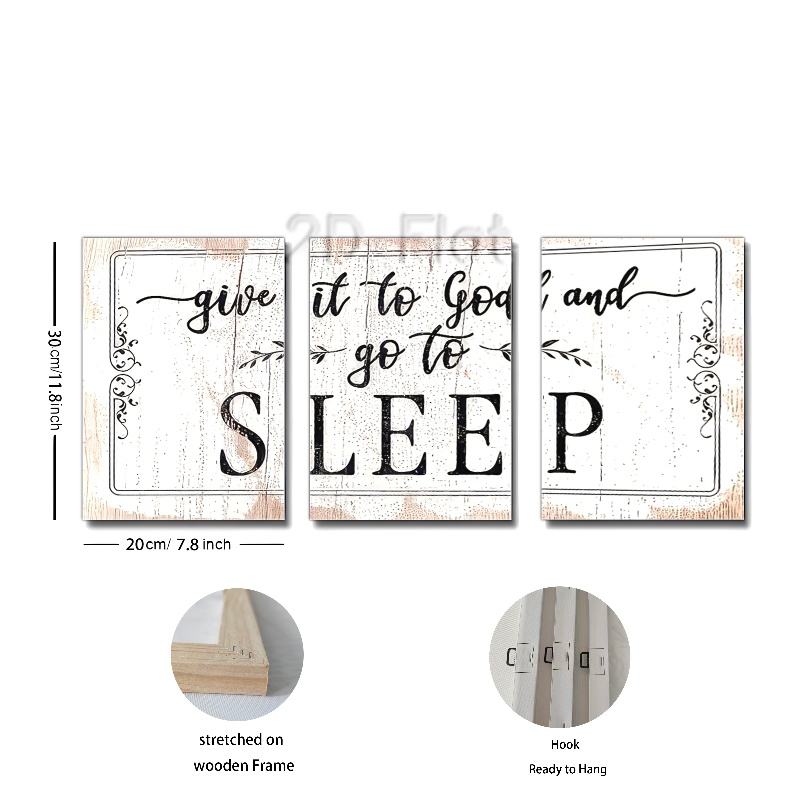 2D Flat
give it to God and
go to
SLEEP
30cm/11.8inch
20cm/ 7.8 inch
stretched on
wooden Frame
Hook
Ready to Hang